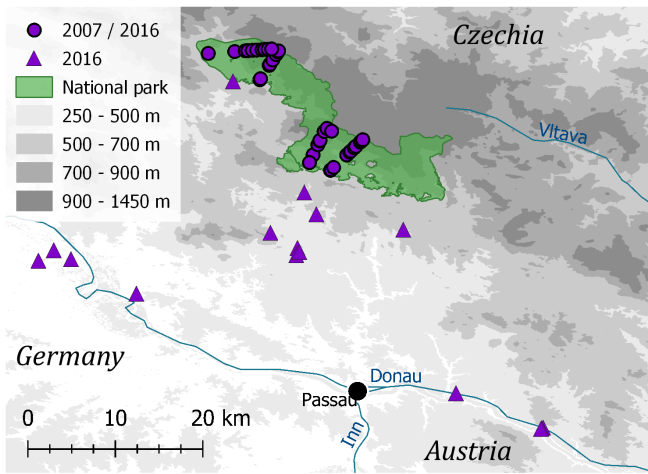 2007 / 2016
2016
National park
250 - 500 m
500 - 700 m
700 - 900 m
900 - 1450 m
Czechia
Vltava
Germany
Donau
Passau
Inn
Austria
0 10 20 km